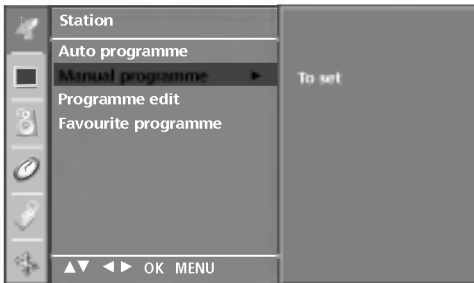 Station
Auto programme
Manual programme ►
To set
Programme edit
Favourite programme
▲▼ ◄► OK MENU